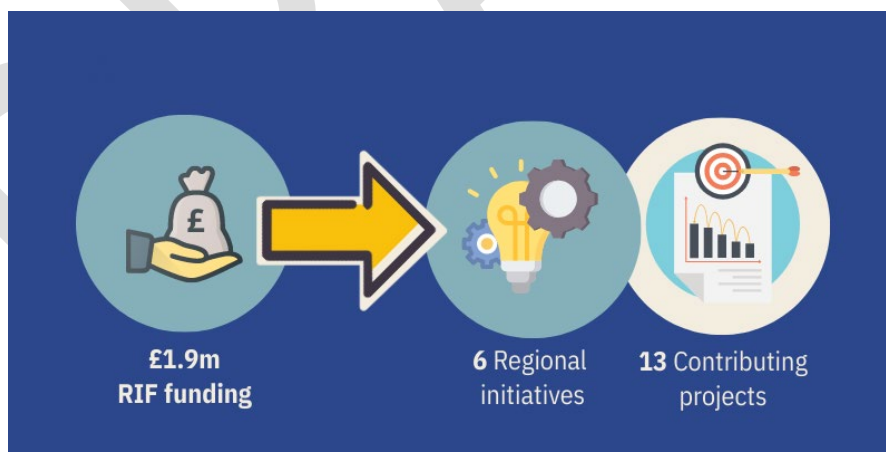 £
£1.9m
RIF funding
6 Regional
initiatives
13 Contributing
projects